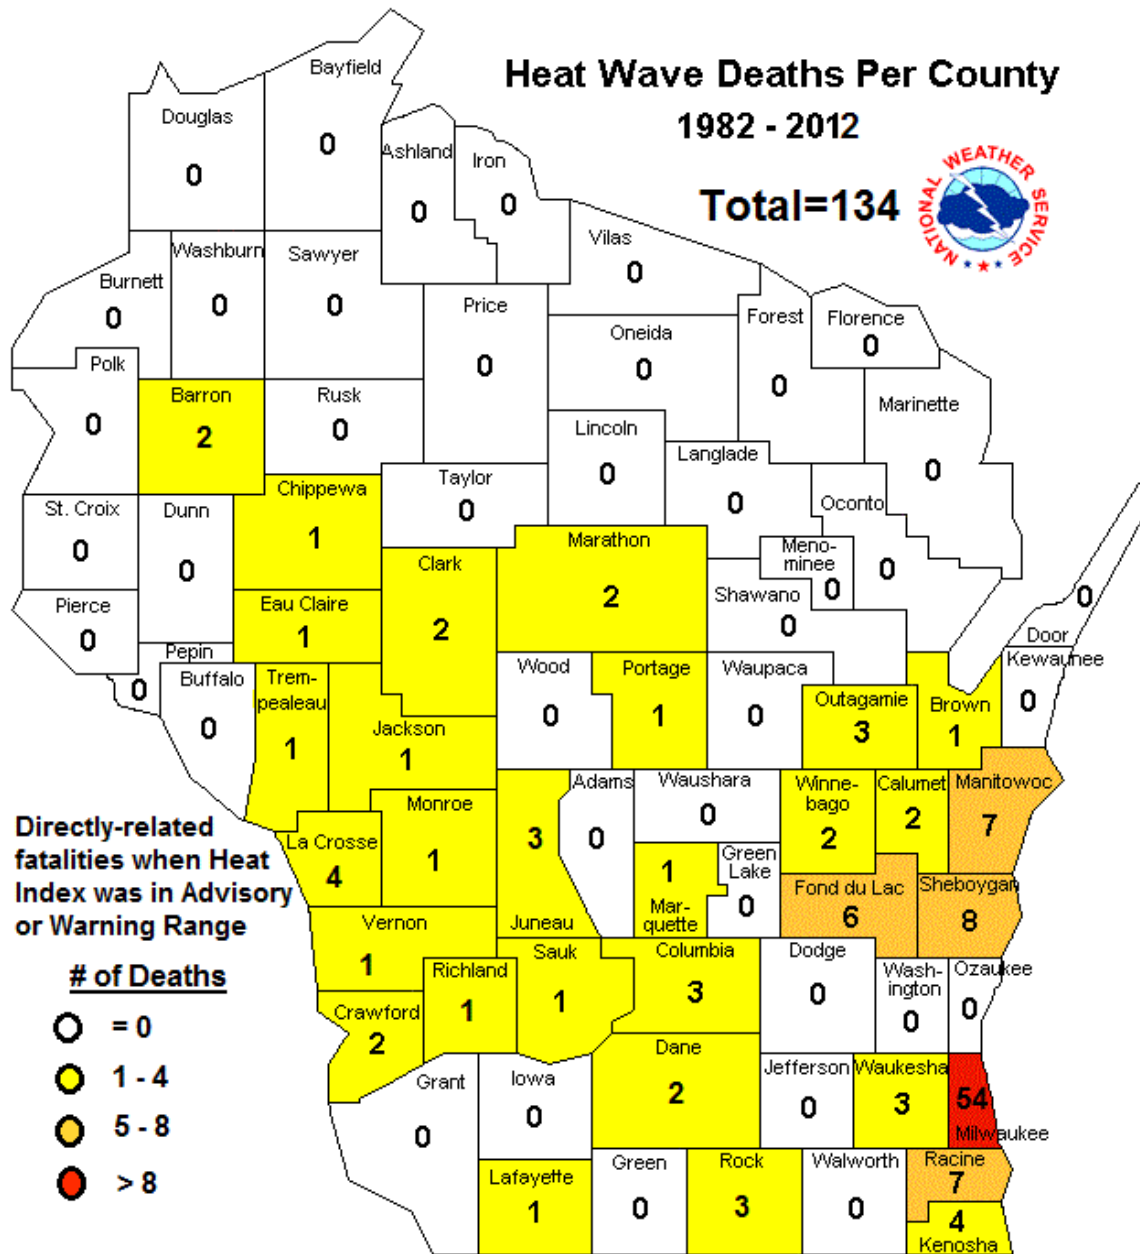 Heat Wave Deaths Per County
1982 - 2012
Total=134
NATIONAL WEATHER SERVICE
Bayfield
0
Douglas
0
Ashland
0
Iron
0
Vilas
0
Washburn
0
Sawyer
0
Burnett
0
Price
0
Oneida
0
Forest
0
Florence
0
Polk
0
Barron
2
Rusk
0
Lincoln
0
Langlade
0
Marinette
0
Chippewa
1
Taylor
0
Oconto
0
St. Croix
0
Dunn
0
Clark
2
Marathon
2
Meno-
minee
0
Shawano
0
Pierce
0
Eau Claire
1
Door
0
Pepin
0
Buffalo
0
Trem-
pealeau
1
Jackson
1
Wood
0
Portage
1
Waupaca
0
Outagamie
3
Brown
1
Kewaunee
0
Monroe
1
Adams
0
Waushara
0
Winne-
bago
2
Calumet
2
Manitowoc
7
La Crosse
4
3
Juneau
1
Mar-
quette
Green
Lake
0
Fond du Lac
6
Sheboygan
8
Vernon
1
Richland
1
Sauk
1
Columbia
3
Dodge
0
Wash-
ington
0
Ozaukee
0
Crawford
2
Grant
0
Iowa
0
Dane
2
Jefferson
0
Waukesha
3
54
Milwaukee
Lafayette
1
Green
0
Rock
3
Walworth
0
Racine
7
4
Kenosha
Directly-related
fatalities when Heat
Index was in Advisory
or Warning Range
# of Deaths
= 0
1 - 4
5 - 8
> 8